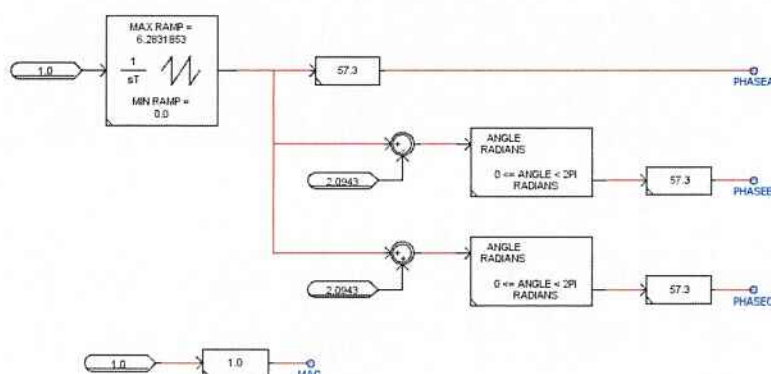 MAX RAMP =
6.2831853
1.0
1
sT
MIN RAMP =
0.0
57.3
PHASEA
+
-
2.0943
ANGLE
RADIANS
0 <= ANGLE < 2PI
RADIANS
57.3
PHASEB
+
+
2.0943
ANGLE
RADIANS
0 <= ANGLE < 2PI
RADIANS
57.3
PHASEC
1.0
1.0
MAG